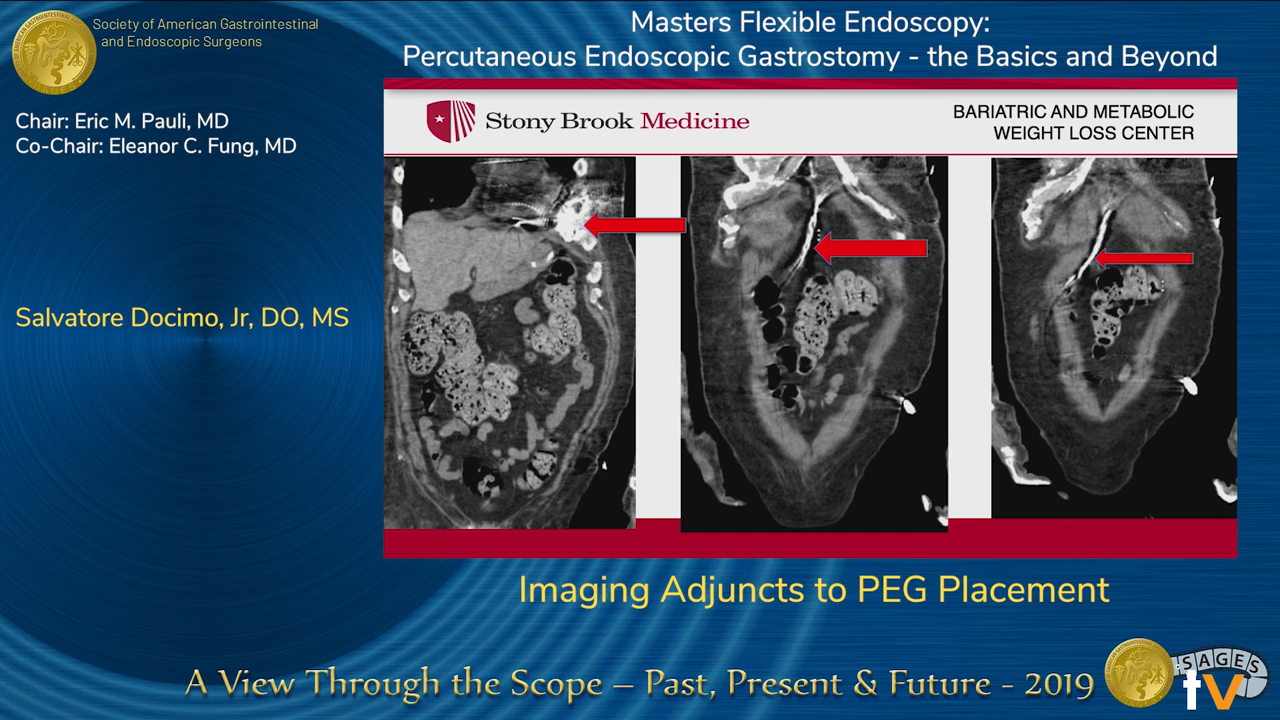 Society of American Gastrointestinal
and Endoscopic Surgeons
Masters Flexible Endoscopy:
Percutaneous Endoscopic Gastrostomy - the Basics and Beyond
Chair: Eric M. Pauli, MD
Co-Chair: Eleanor C. Fung, MD
Stony Brook Medicine
BARIATRIC AND METABOLIC
WEIGHT LOSS CENTER
Salvatore Docimo, Jr, DO, MS
Imaging Adjuncts to PEG Placement
A View Through the Scope – Past, Present & Future - 2019
SAGES
tv